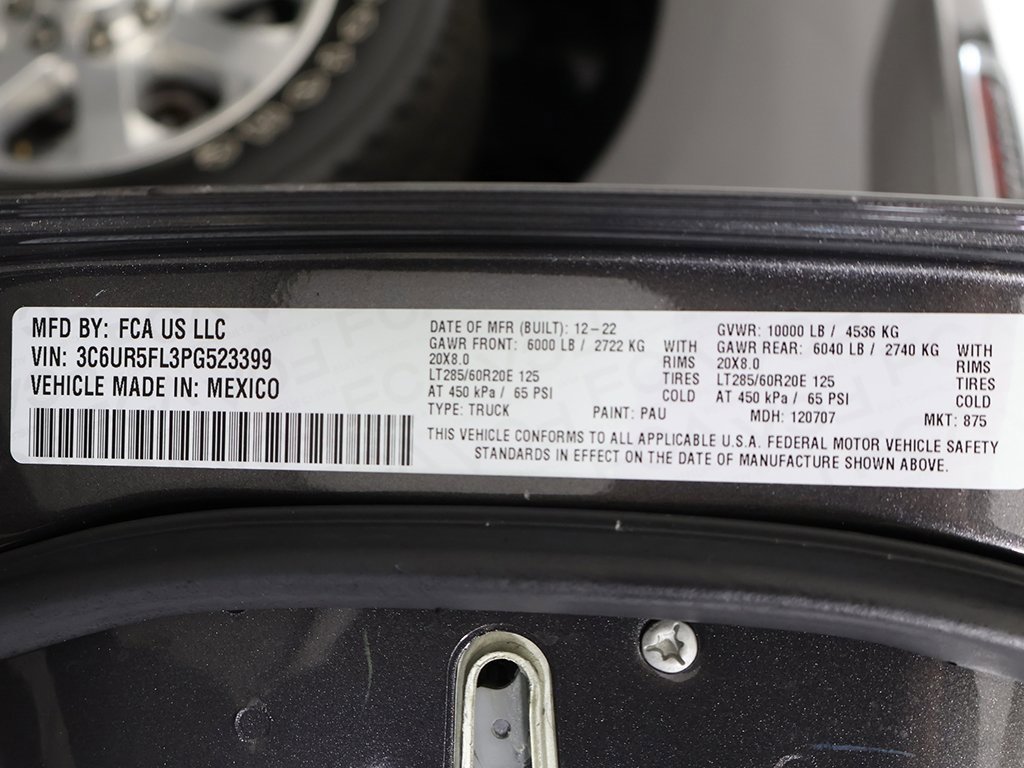 MFD BY: FCA US LLC
VIN: 3C6UR5FL3PG523399
VEHICLE MADE IN: MEXICO
DATE OF MFR (BUILT): 12-22
GAWR FRONT: 6000 LB / 2722 KG WITH
20X8.0 RIMS
LT285/60R20E 125 TIRES
AT 450 kPa / 65 PSI COLD
TYPE: TRUCK PAINT: PAU
GVWR: 10000 LB / 4536 KG
GAWR REAR: 6040 LB / 2740 KG WITH
20X8.0 RIMS
LT285/60R20E 125 TIRES
AT 450 kPa / 65 PSI COLD
MDH: 120707 MKT: 875
THIS VEHICLE CONFORMS TO ALL APPLICABLE U.S.A. FEDERAL MOTOR VEHICLE SAFETY
STANDARDS IN EFFECT ON THE DATE OF MANUFACTURE SHOWN ABOVE.